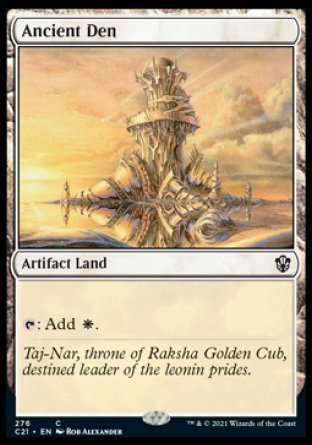 Ancient Den
Artifact Land
: Add .
Taj-Nar, throne of Raksha Golden Cub,
destined leader of the leonin prides.
276 C
C21 • EN Rob Alexander
™ & © 2021 Wizards of the Coast